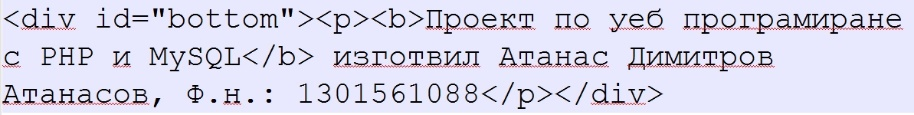 <div id="bottom"><p><b>Проект по уеб програмиране
с PHP и MySQL</b> изготвил Атанас Димитров
Атанасов, Ф.н.: 1301561088</p></div>